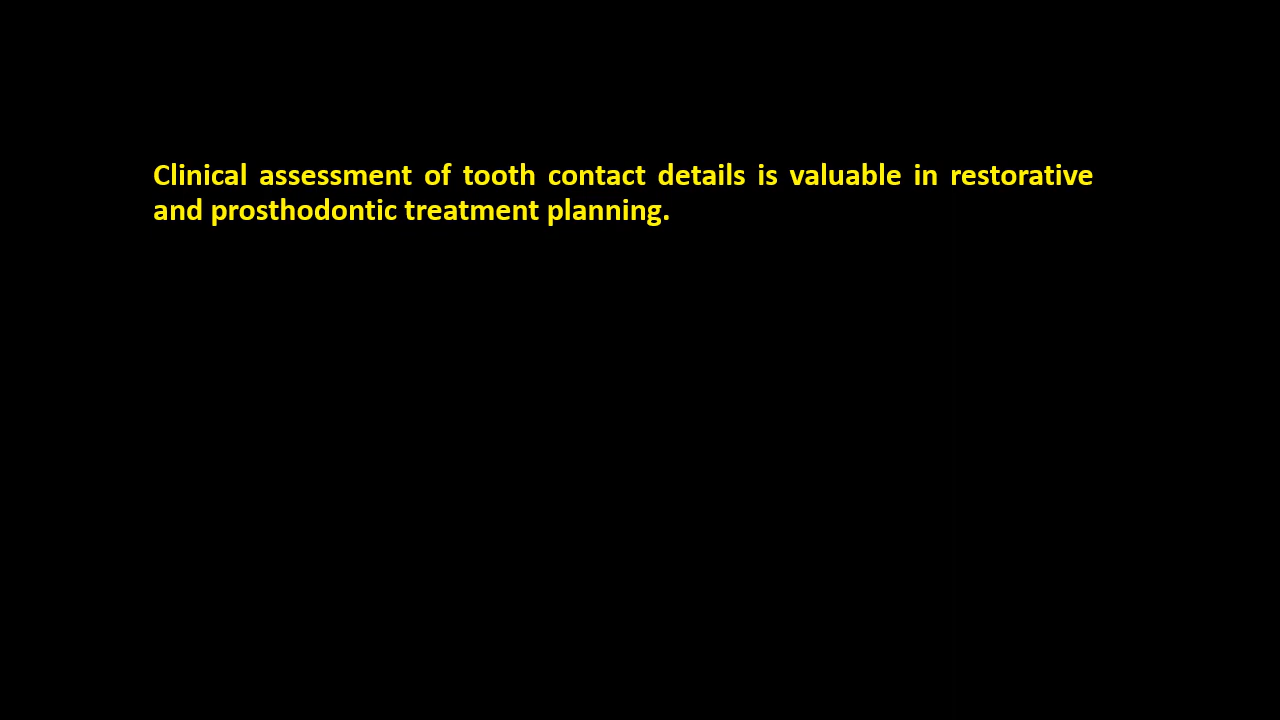 Clinical assessment of tooth contact details is valuable in restorative
and prosthodontic treatment planning.